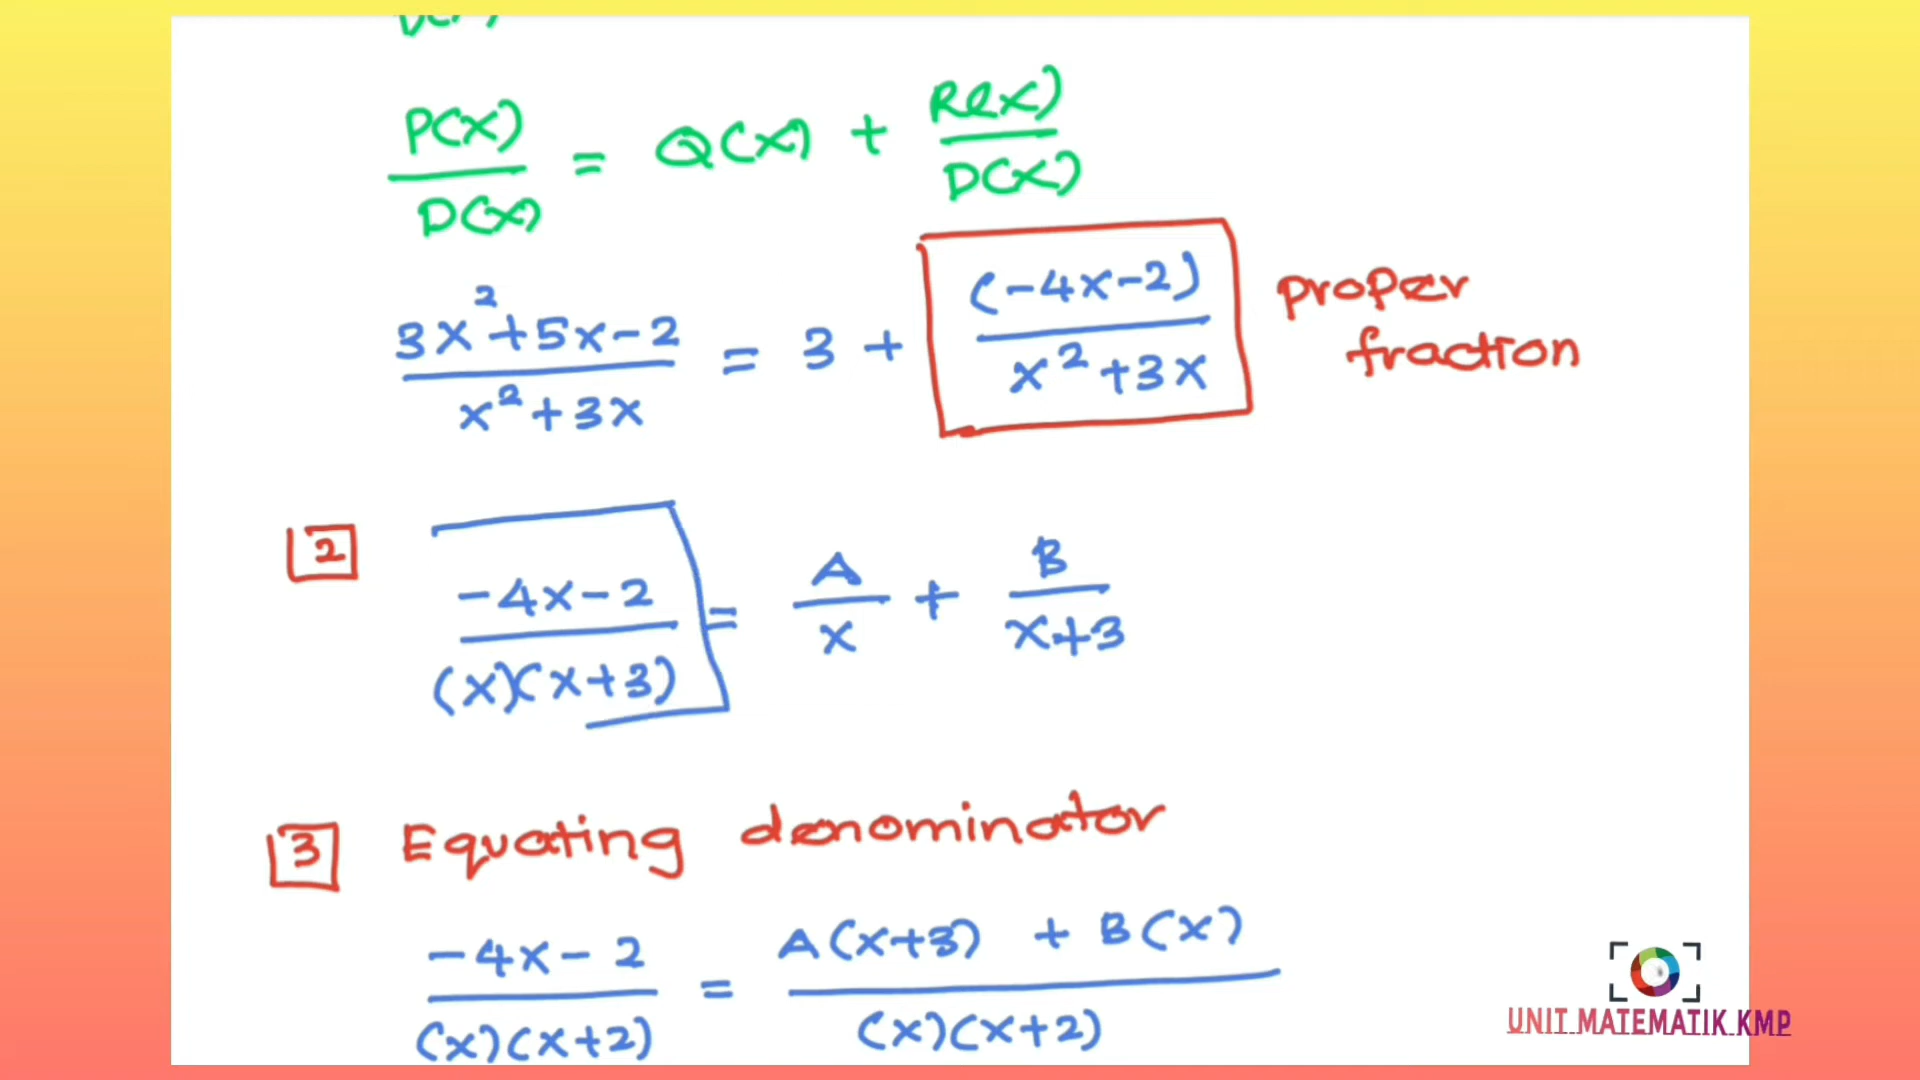 P(x)/D(x) = Q(x) + R(x)/D(x)
(3x²+5x-2)/(x²+3x) = 3 + (-4x-2)/(x²+3x) proper fraction
2 (-4x-2)/((x)(x+3)) = A/x + B/(x+3)
3 Equating denominator
(-4x-2)/((x)(x+2)) = (A(x+3) + B(x))/((x)(x+2))
UNIT MATEMATIK KMP